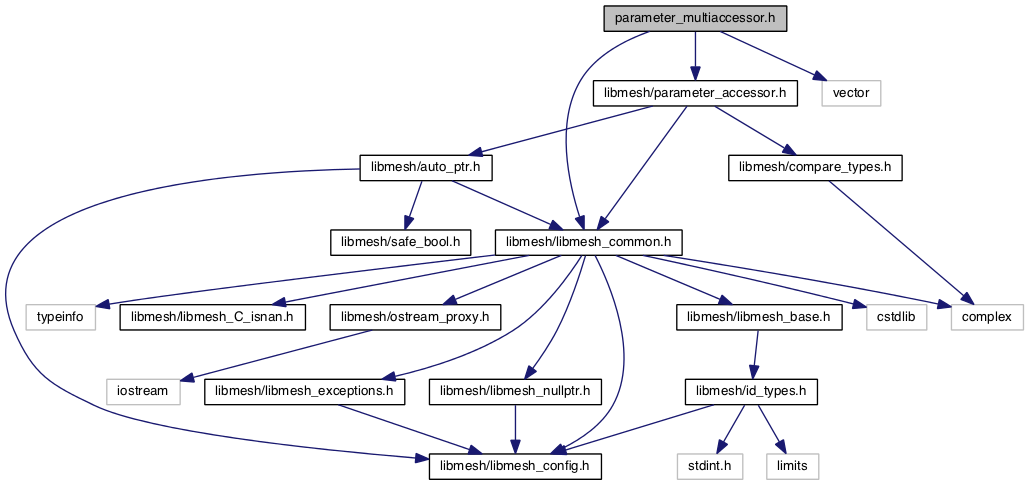 parameter_multiaccessor.h
libmesh/parameter_accessor.h
vector
libmesh/auto_ptr.h
libmesh/compare_types.h
libmesh/safe_bool.h
libmesh/libmesh_common.h
typeinfo
libmesh/libmesh_C_isnan.h
libmesh/ostream_proxy.h
libmesh/libmesh_base.h
cstdlib
complex
iostream
libmesh/libmesh_exceptions.h
libmesh/libmesh_nullptr.h
libmesh/id_types.h
libmesh/libmesh_config.h
stdint.h
limits